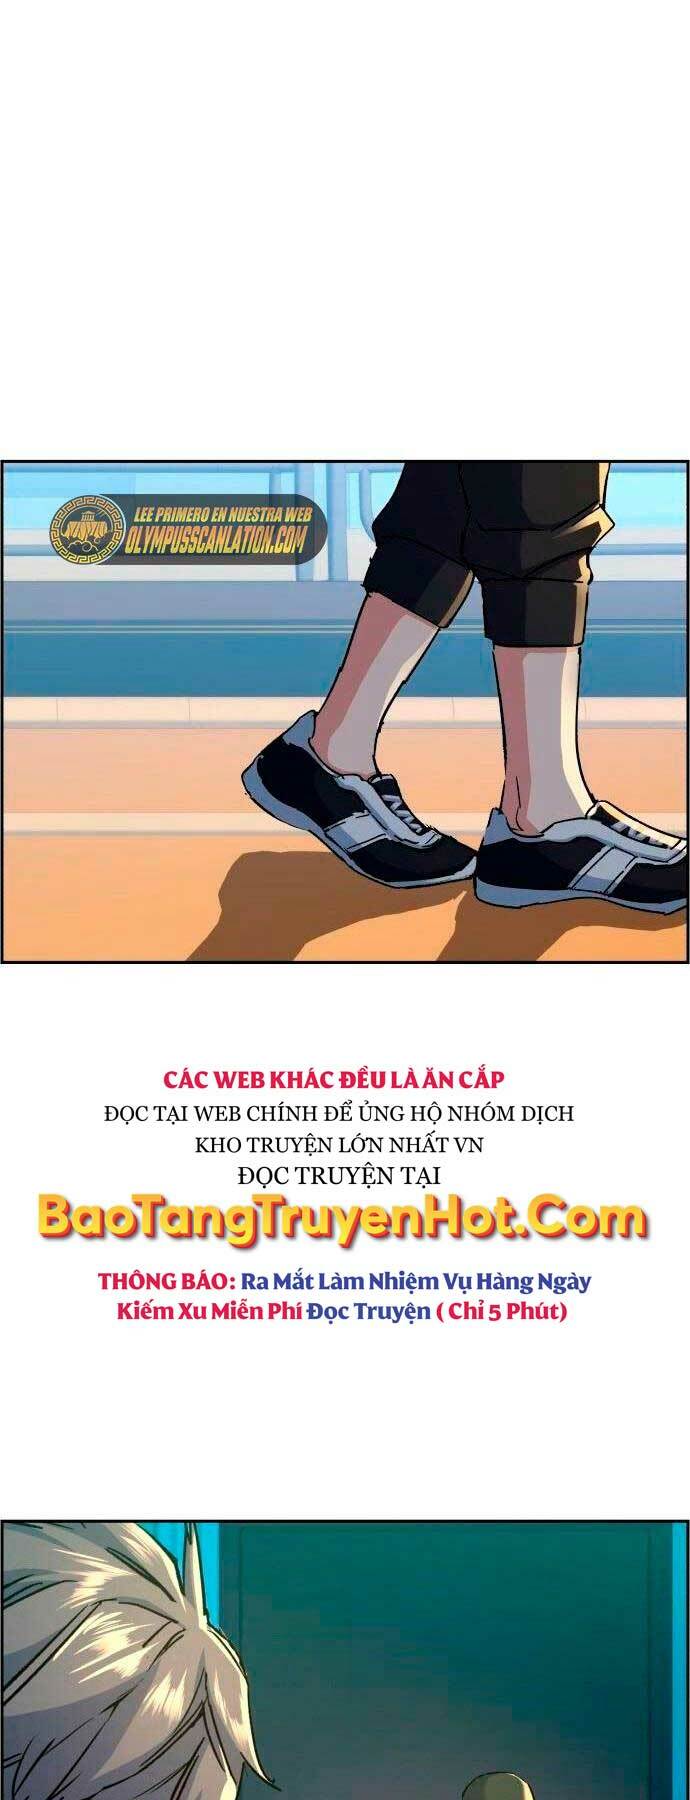 LEE PRIMERO EN NUESTRA WEB
OLYMPUSSCANLATION.COM
CÁC WEB KHÁC ĐỀU LÀ ĂN CẮP
ĐỌC TẠI WEB CHÍNH ĐỂ ỦNG HỘ NHÓM DỊCH
KHO TRUYỆN LỚN NHẤT VN
ĐỌC TRUYỆN TẠI
BaoTangTruyenHot.Com
THÔNG BÁO: Ra Mắt Làm Nhiệm Vụ Hàng Ngày
Kiếm Xu Miễn Phí Đọc Truyện ( Chỉ 5 Phút)